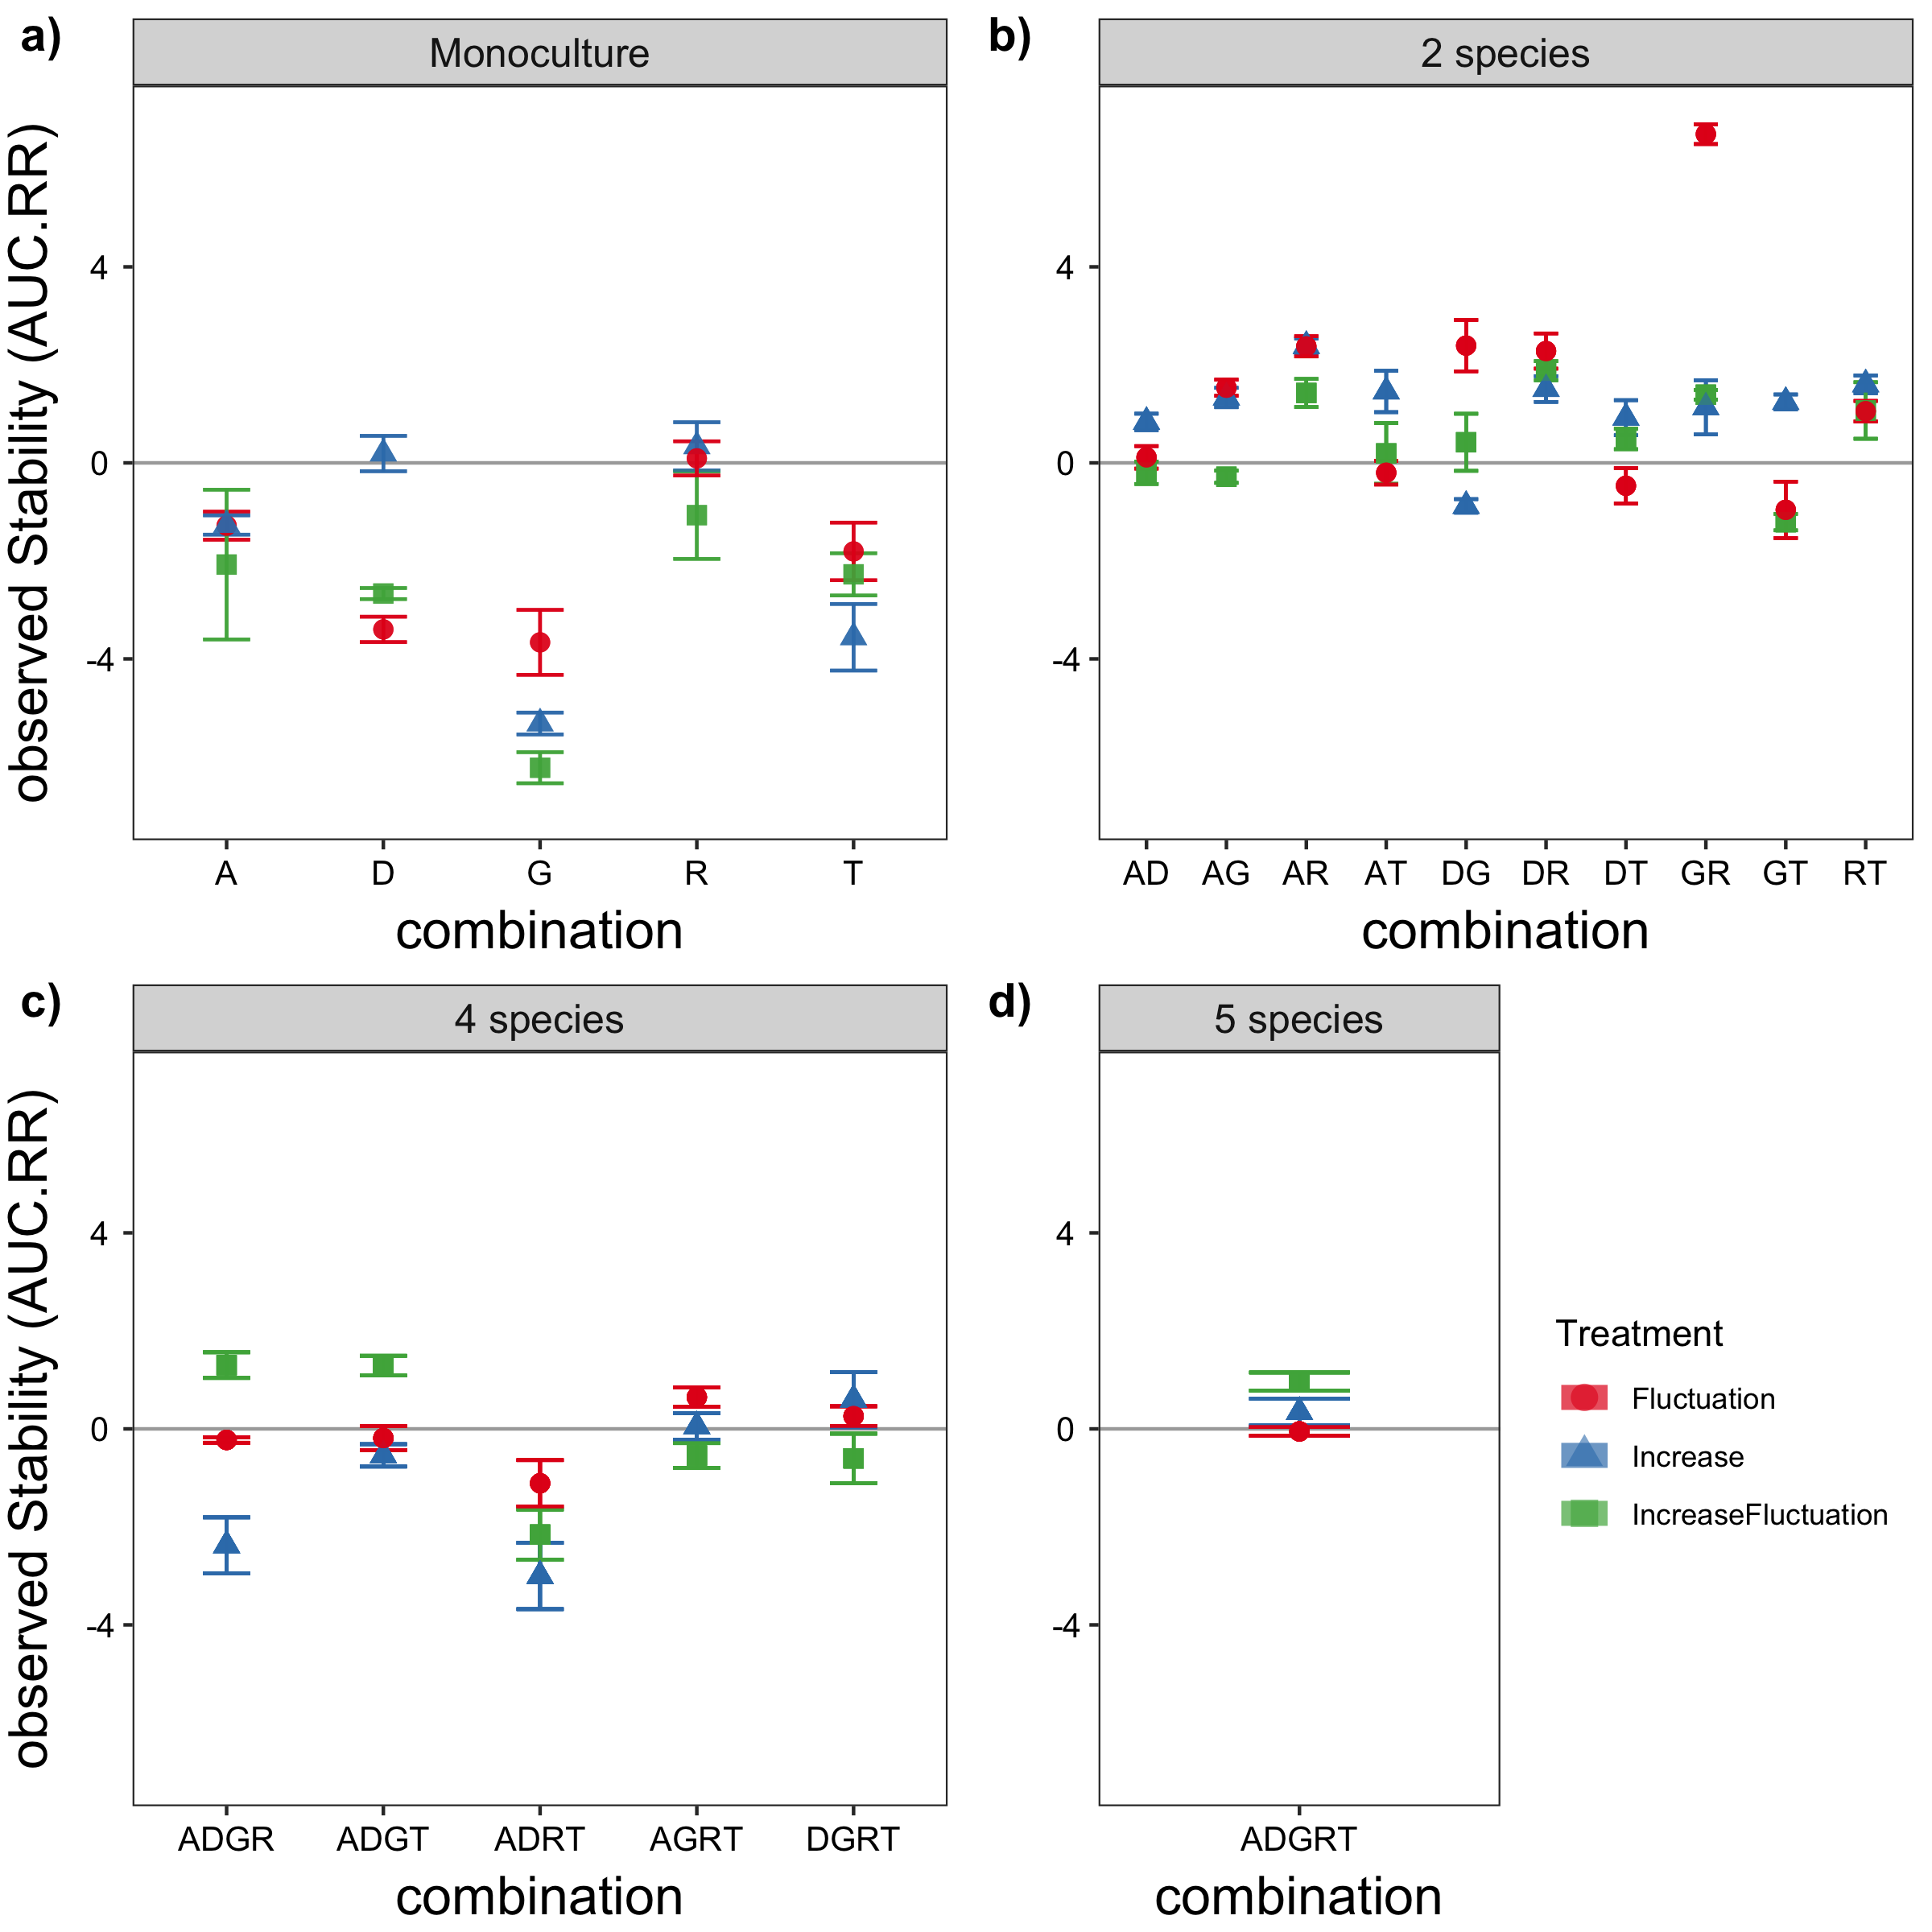 a)
Monoculture
observed Stability (AUC.RR)
4
0
-4
A D G R T
combination
b)
2 species
4
0
-4
AD AG AR AT DG DR DT GR GT RT
combination
c)
4 species
observed Stability (AUC.RR)
4
0
-4
ADGR ADGT ADRT AGRT DGRT
combination
d)
5 species
4
0
-4
ADGRT
combination
Treatment
Fluctuation
Increase
IncreaseFluctuation